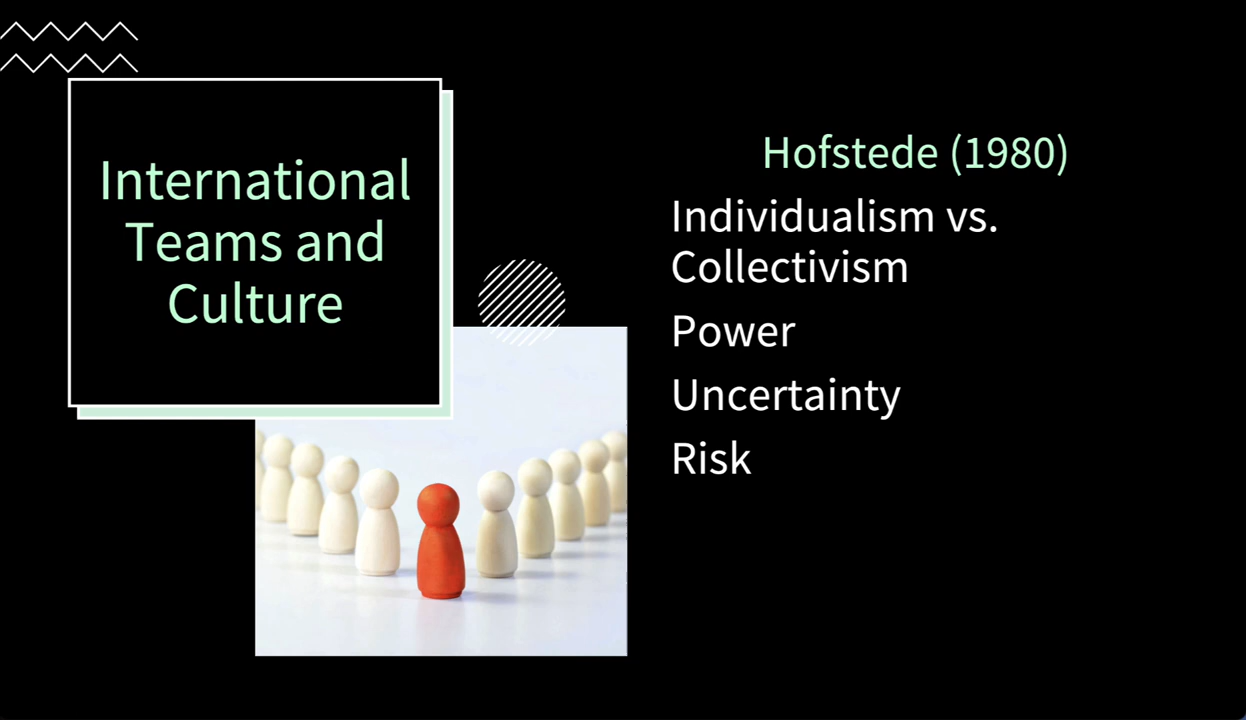 International
Teams and
Culture
Hofstede (1980)
Individualism vs.
Collectivism
Power
Uncertainty
Risk